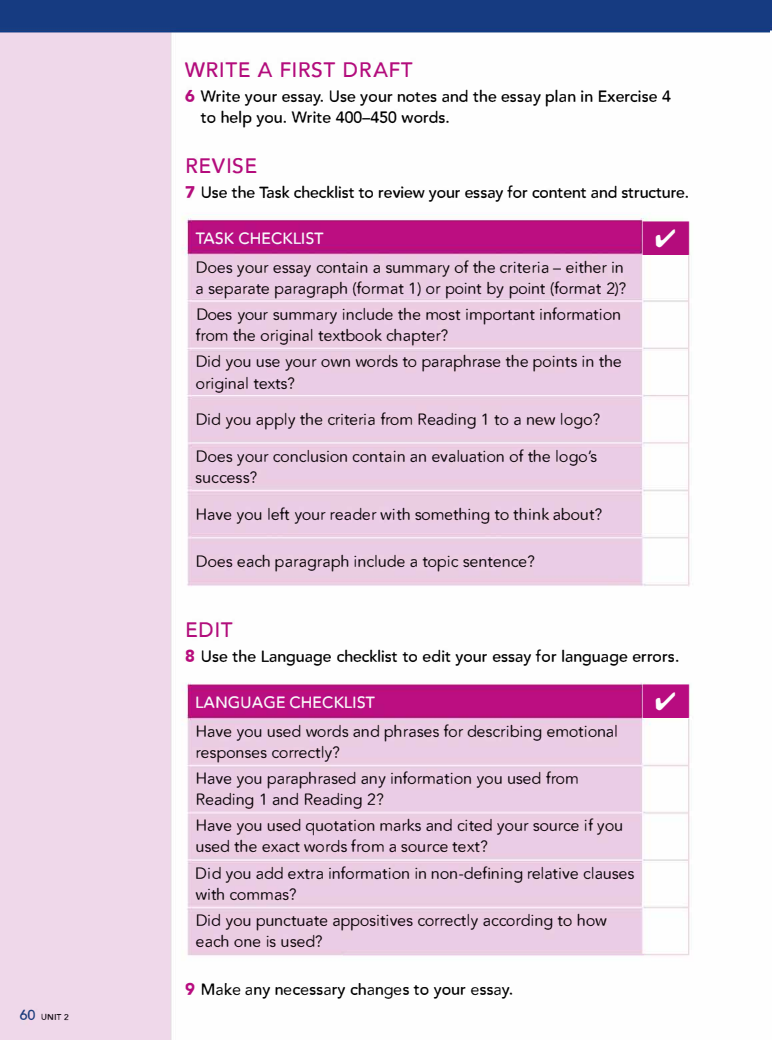 WRITE A FIRST DRAFT
6 Write your essay. Use your notes and the essay plan in Exercise 4
to help you. Write 400–450 words.
REVISE
7 Use the Task checklist to review your essay for content and structure.
TASK CHECKLIST ✔
Does your essay contain a summary of the criteria – either in
a separate paragraph (format 1) or point by point (format 2)?
Does your summary include the most important information
from the original textbook chapter?
Did you use your own words to paraphrase the points in the
original texts?
Did you apply the criteria from Reading 1 to a new logo?
Does your conclusion contain an evaluation of the logo's
success?
Have you left your reader with something to think about?
Does each paragraph include a topic sentence?
EDIT
8 Use the Language checklist to edit your essay for language errors.
LANGUAGE CHECKLIST ✔
Have you used words and phrases for describing emotional
responses correctly?
Have you paraphrased any information you used from
Reading 1 and Reading 2?
Have you used quotation marks and cited your source if you
used the exact words from a source text?
Did you add extra information in non-defining relative clauses
with commas?
Did you punctuate appositives correctly according to how
each one is used?
9 Make any necessary changes to your essay.
60 UNIT 2